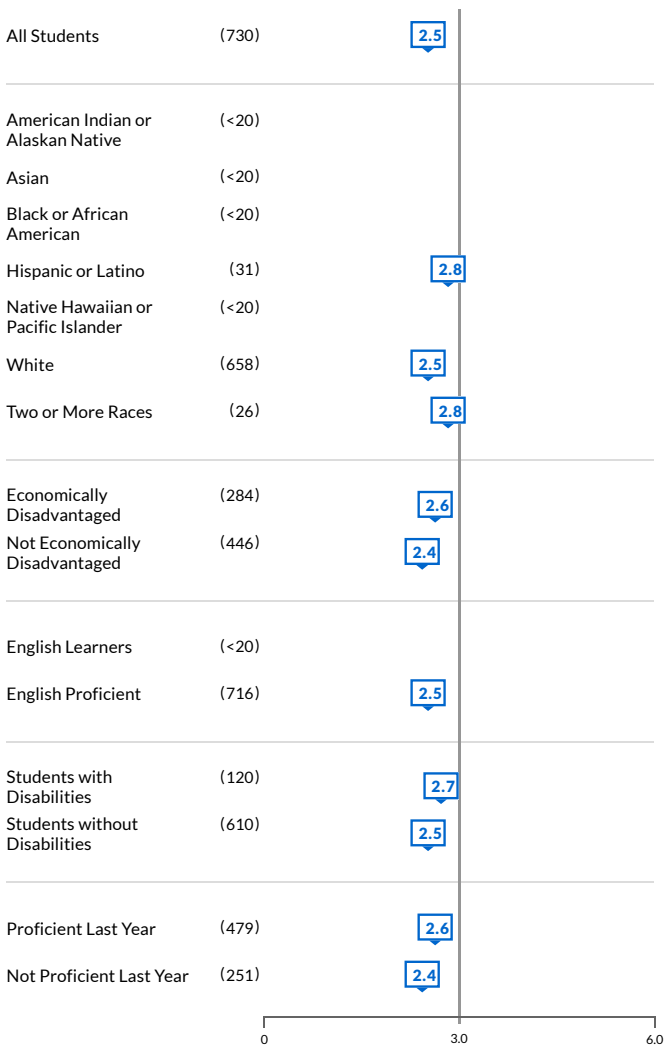 All Students (730) 2.5
American Indian or (<20)
Alaskan Native
Asian (<20)
Black or African (<20)
American
Hispanic or Latino (31) 2.8
Native Hawaiian or (<20)
Pacific Islander
White (658) 2.5
Two or More Races (26) 2.8
Economically (284) 2.6
Disadvantaged
Not Economically (446) 2.4
Disadvantaged
English Learners (<20)
English Proficient (716) 2.5
Students with (120) 2.7
Disabilities
Students without (610) 2.5
Disabilities
Proficient Last Year (479) 2.6
Not Proficient Last Year (251) 2.4
0 3.0 6.0